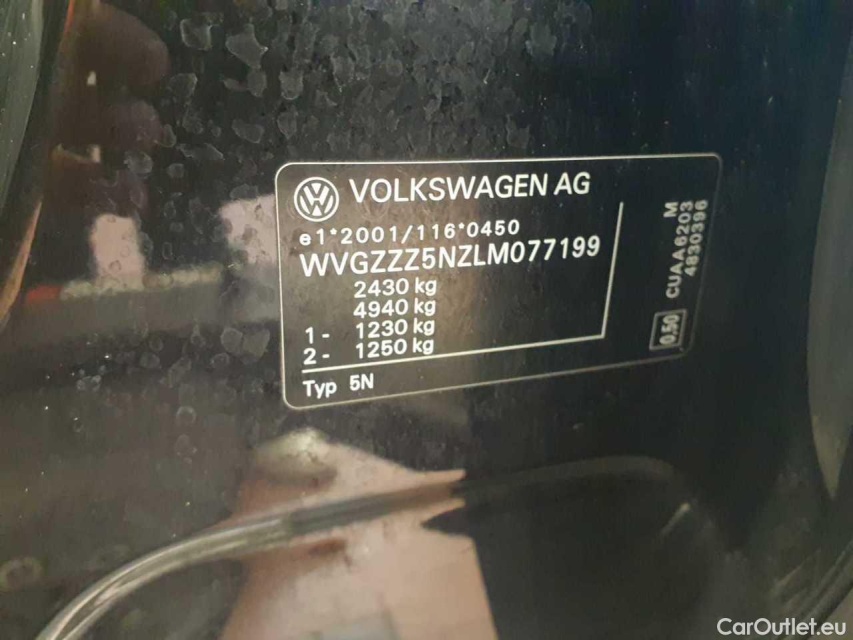 VOLKSWAGEN AG
e1*2001/116*0450
WVGZZZ5NZLM077199
2430 kg
4940 kg
1- 1230 kg
2- 1250 kg
Typ 5N
M
CUAA6203
4830396
0.50
CarOutlet.eu